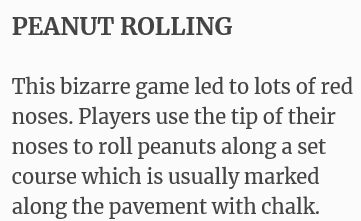 PEANUT ROLLING
This bizarre game led to lots of red
noses. Players use the tip of their
noses to roll peanuts along a set
course which is usually marked
along the pavement with chalk.